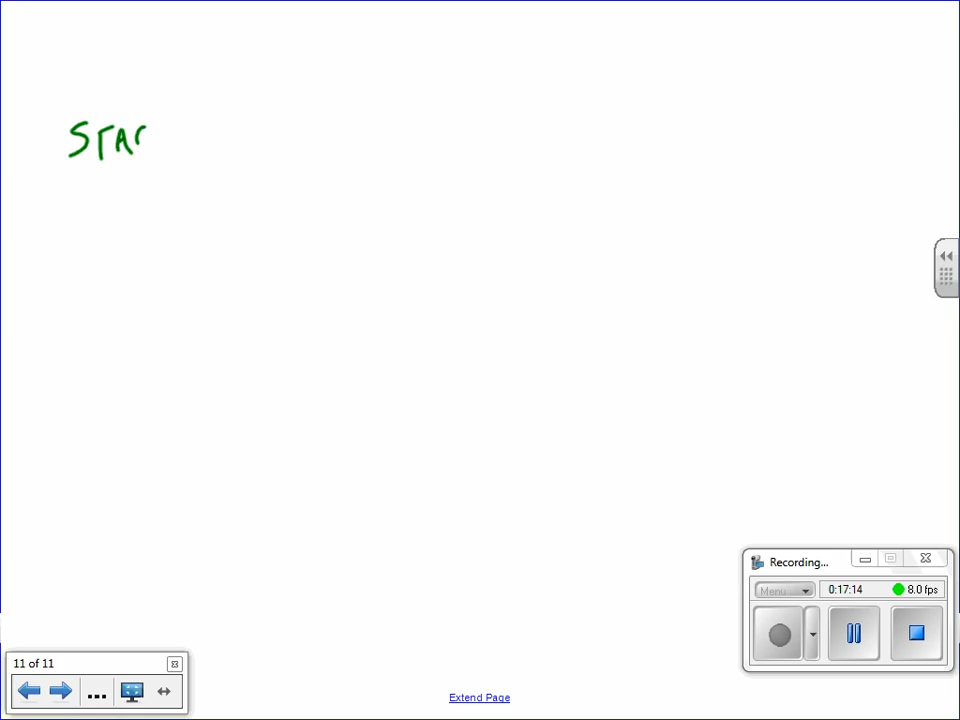 STAr
Recording...
Menu
0:17:14
8.0 fps
11 of 11
...
Extend Page